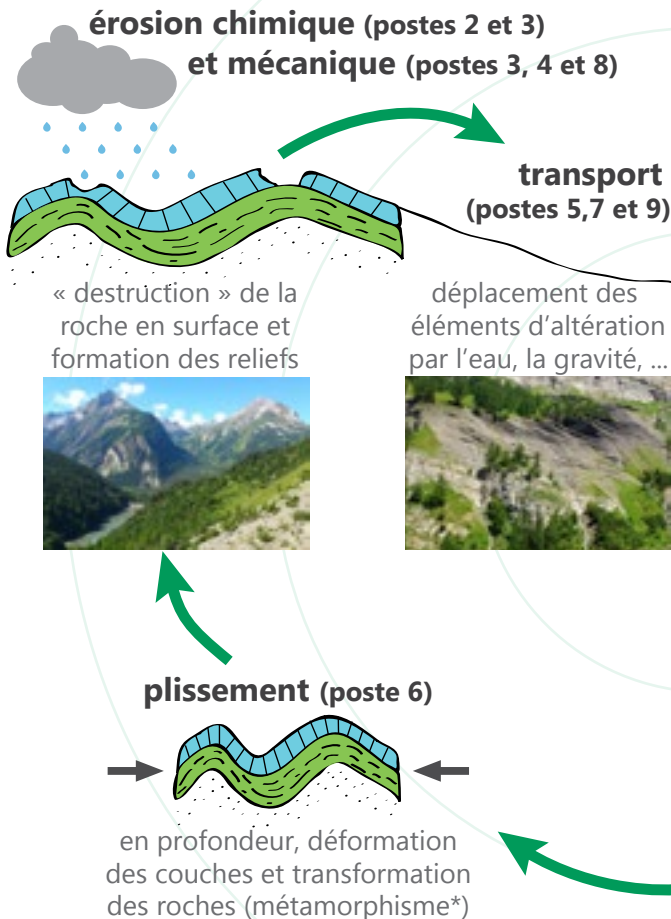 érosion chimique (postes 2 et 3)
et mécanique (postes 3, 4 et 8)
transport
(postes 5,7 et 9)
« destruction » de la
roche en surface et
formation des reliefs
déplacement des
éléments d'altération
par l'eau, la gravité, ...
plissement (poste 6)
en profondeur, déformation
des couches et transformation
des roches (métamorphisme*)